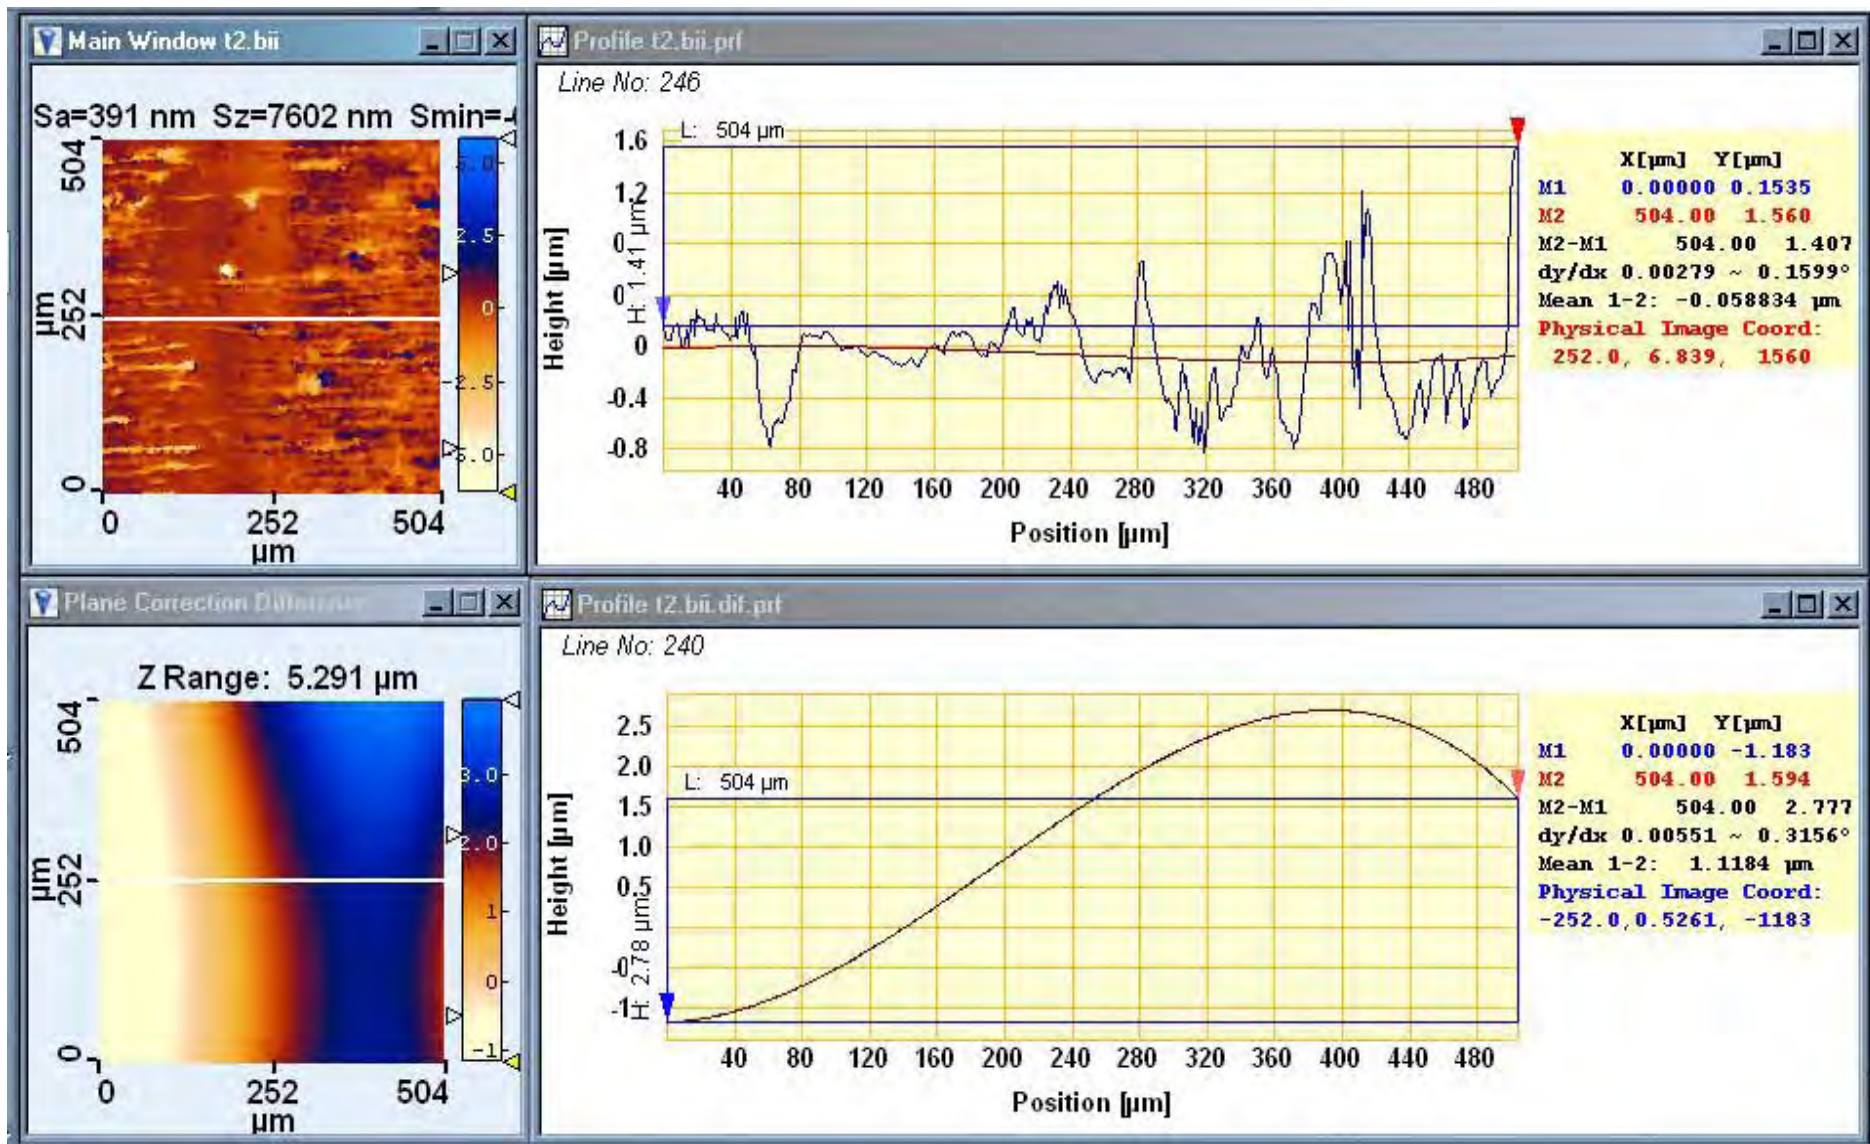 Main Window t2.bii
Sa=391 nm Sz=7602 nm Smin=-
504
252
0
µm
0 252 504
µm
5.0
2.5
0
-2.5
-5.0
Profile t2.bii.prf
Line No: 246
L: 504 µm
H: 1.41 µm
Height [µm]
1.6
1.2
0
0
0
-0.4
-0.8
40 80 120 160 200 240 280 320 360 400 440 480
Position [µm]
X[µm] Y[µm]
M1 0.00000 0.1535
M2 504.00 1.560
M2-M1 504.00 1.407
dy/dx 0.00279 ~ 0.1599°
Mean 1-2: -0.058834 µm
Physical Image Coord:
252.0, 6.839, 1560
Plane Correction Difference
Z Range: 5.291 µm
504
252
0
µm
0 252 504
µm
3.0
2.0
1
0
-1
Profile t2.bii.dif.prf
Line No: 240
L: 504 µm
H: 2.78 µm
Height [µm]
2.5
2.0
1.5
1.0
0.5
-0
-1
40 80 120 160 200 240 280 320 360 400 440 480
Position [µm]
X[µm] Y[µm]
M1 0.00000 -1.183
M2 504.00 1.594
M2-M1 504.00 2.777
dy/dx 0.00551 ~ 0.3156°
Mean 1-2: 1.1184 µm
Physical Image Coord:
-252.0,0.5261, -1183